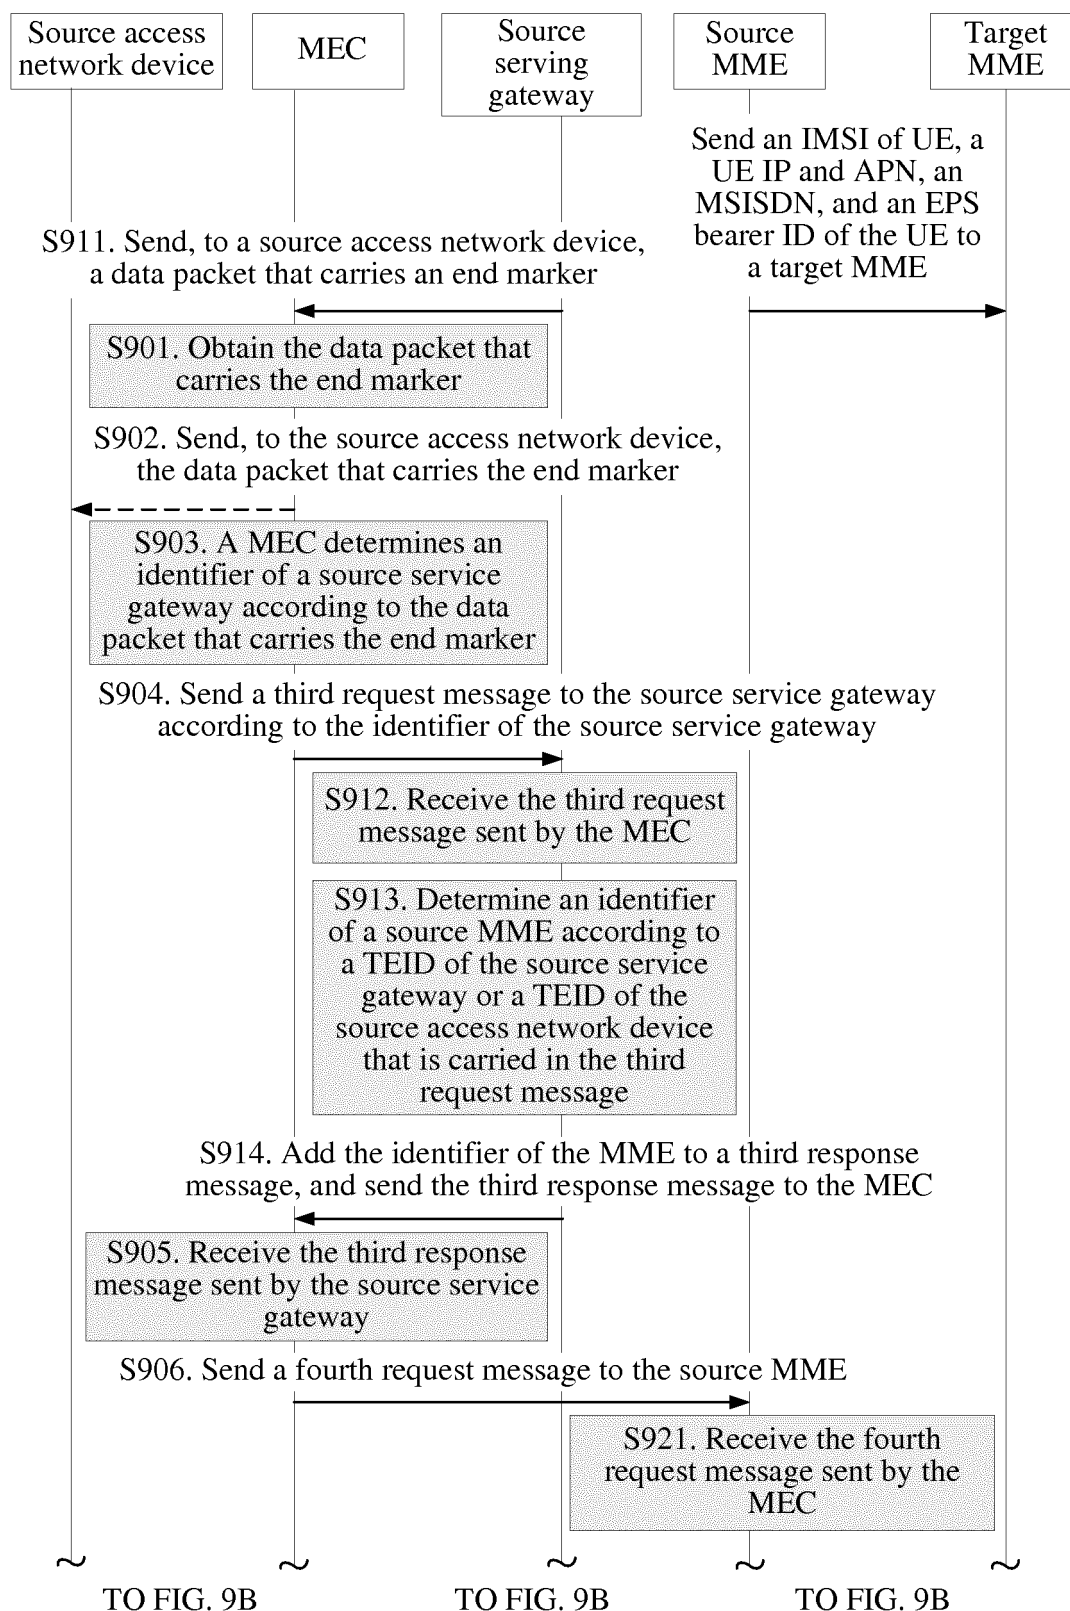 Source access
network device
MEC
Source
serving
gateway
Source
MME
Target
MME
Send an IMSI of UE, a
UE IP and APN, an
MSISDN, and an EPS
bearer ID of the UE to
a target MME
S911. Send, to a source access network device,
a data packet that carries an end marker
S901. Obtain the data packet that
carries the end marker
S902. Send, to the source access network device,
the data packet that carries the end marker
S903. A MEC determines an
identifier of a source service
gateway according to the data
packet that carries the end marker
S904. Send a third request message to the source service gateway
according to the identifier of the source service gateway
S912. Receive the third request
message sent by the MEC
S913. Determine an identifier
of a source MME according to
a TEID of the source service
gateway or a TEID of the
source access network device
that is carried in the third
request message
S914. Add the identifier of the MME to a third response
message, and send the third response message to the MEC
S905. Receive the third response
message sent by the source service
gateway
S906. Send a fourth request message to the source MME
S921. Receive the fourth
request message sent by the
MEC
TO FIG. 9B
TO FIG. 9B
TO FIG. 9B